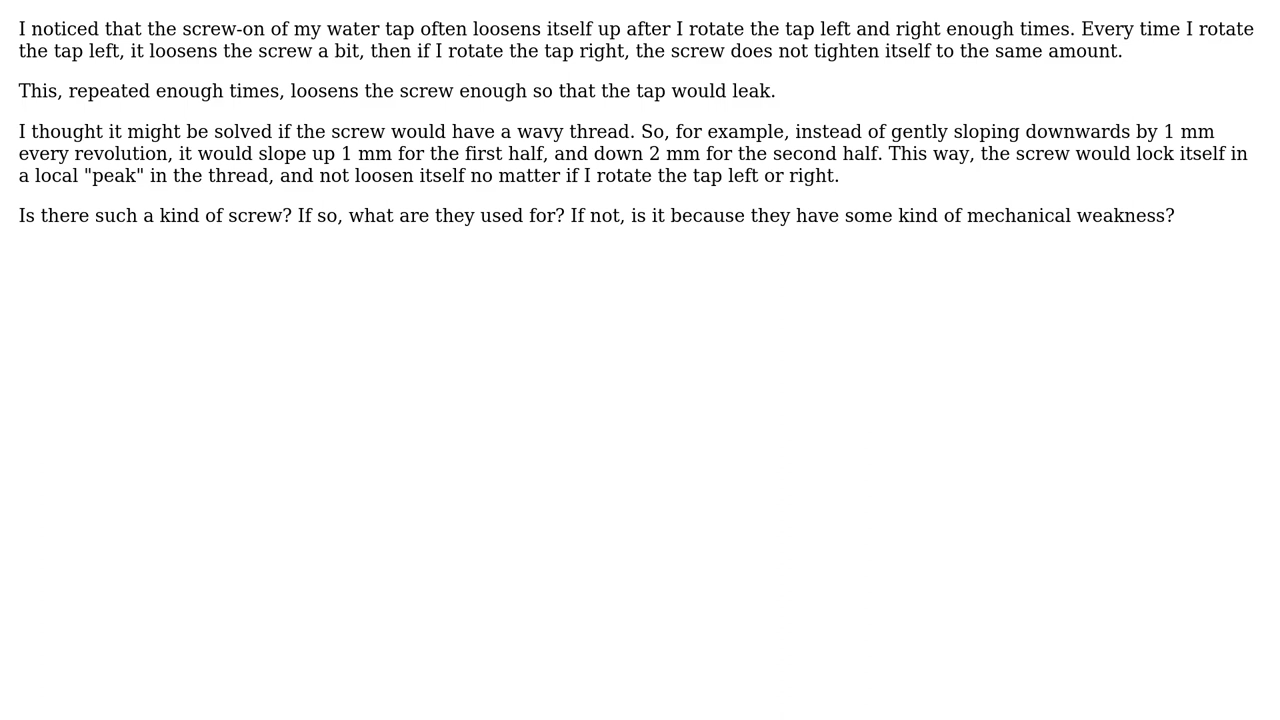 I noticed that the screw-on of my water tap often loosens itself up after I rotate the tap left and right enough times. Every time I rotate
the tap left, it loosens the screw a bit, then if I rotate the tap right, the screw does not tighten itself to the same amount.
This, repeated enough times, loosens the screw enough so that the tap would leak.
I thought it might be solved if the screw would have a wavy thread. So, for example, instead of gently sloping downwards by 1 mm
every revolution, it would slope up 1 mm for the first half, and down 2 mm for the second half. This way, the screw would lock itself in
a local "peak" in the thread, and not loosen itself no matter if I rotate the tap left or right.
Is there such a kind of screw? If so, what are they used for? If not, is it because they have some kind of mechanical weakness?